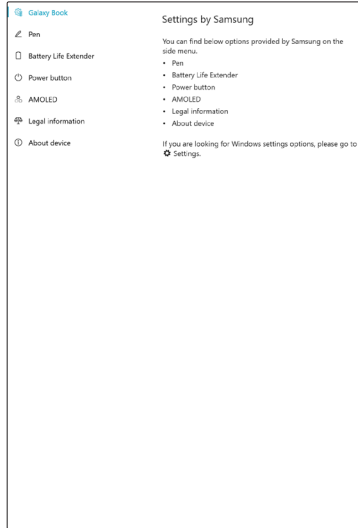 Galaxy Book
Pen
Battery Life Extender
Power button
AMOLED
Legal information
About device
Settings by Samsung
You can find below options provided by Samsung on the
side menu.
• Pen
• Battery Life Extender
• Power button
• AMOLED
• Legal information
• About device
If you are looking for Windows settings options, please go to
Settings.